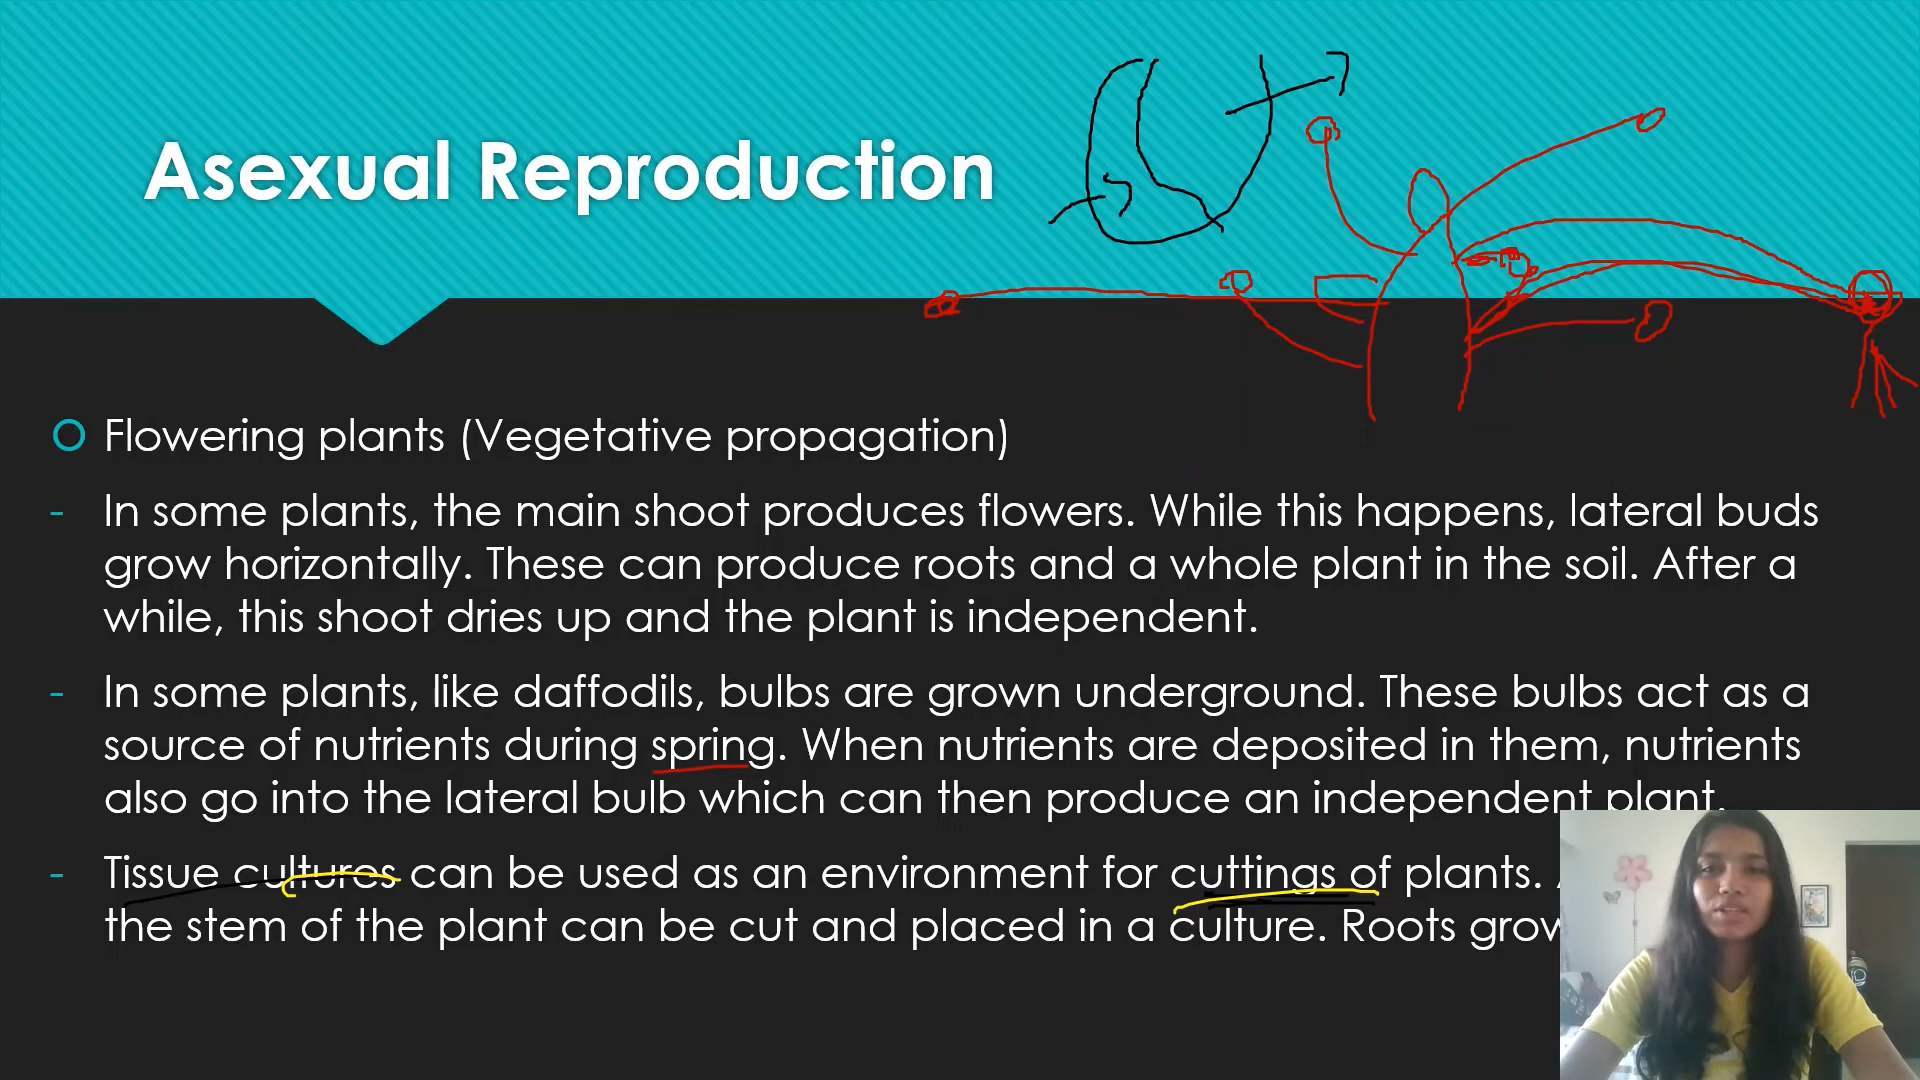 Asexual Reproduction
Flowering plants (Vegetative propagation)
- In some plants, the main shoot produces flowers. While this happens, lateral buds
grow horizontally. These can produce roots and a whole plant in the soil. After a
while, this shoot dries up and the plant is independent.
- In some plants, like daffodils, bulbs are grown underground. These bulbs act as a
source of nutrients during spring. When nutrients are deposited in them, nutrients
also go into the lateral bulb which can then produce an independent plant.
- Tissue cultures can be used as an environment for cuttings of plants.
the stem of the plant can be cut and placed in a culture. Roots